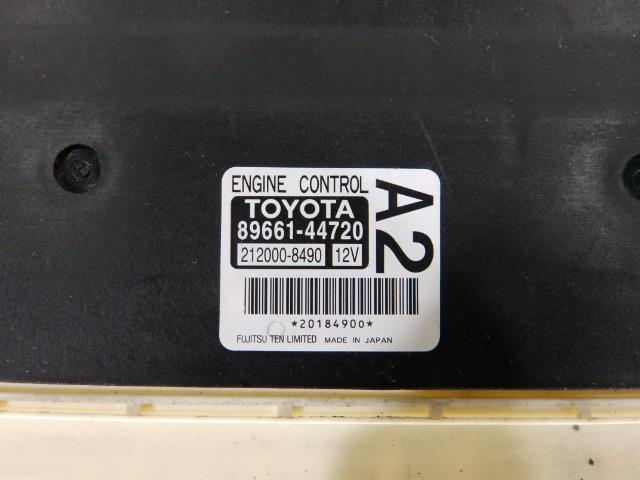 ENGINE CONTROL
TOYOTA
89661-44720
212000-8490 12V
A2
*20184900*
FUJITSU TEN LIMITED MADE IN JAPAN